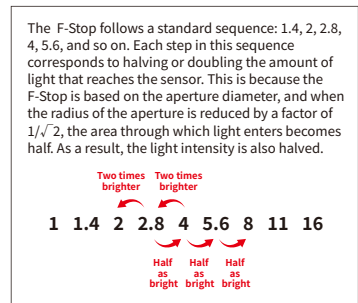 The F-Stop follows a standard sequence: 1.4, 2, 2.8,
4, 5.6, and so on. Each step in this sequence
corresponds to halving or doubling the amount of
light that reaches the sensor. This is because the
F-Stop is based on the aperture diameter, and when
the radius of the aperture is reduced by a factor of
1/√2, the area through which light enters becomes
half. As a result, the light intensity is also halved.
Two times Two times
brighter brighter
1 1.4 2 2.8 4 5.6 8 11 16
Half Half Half
as as as
bright bright bright